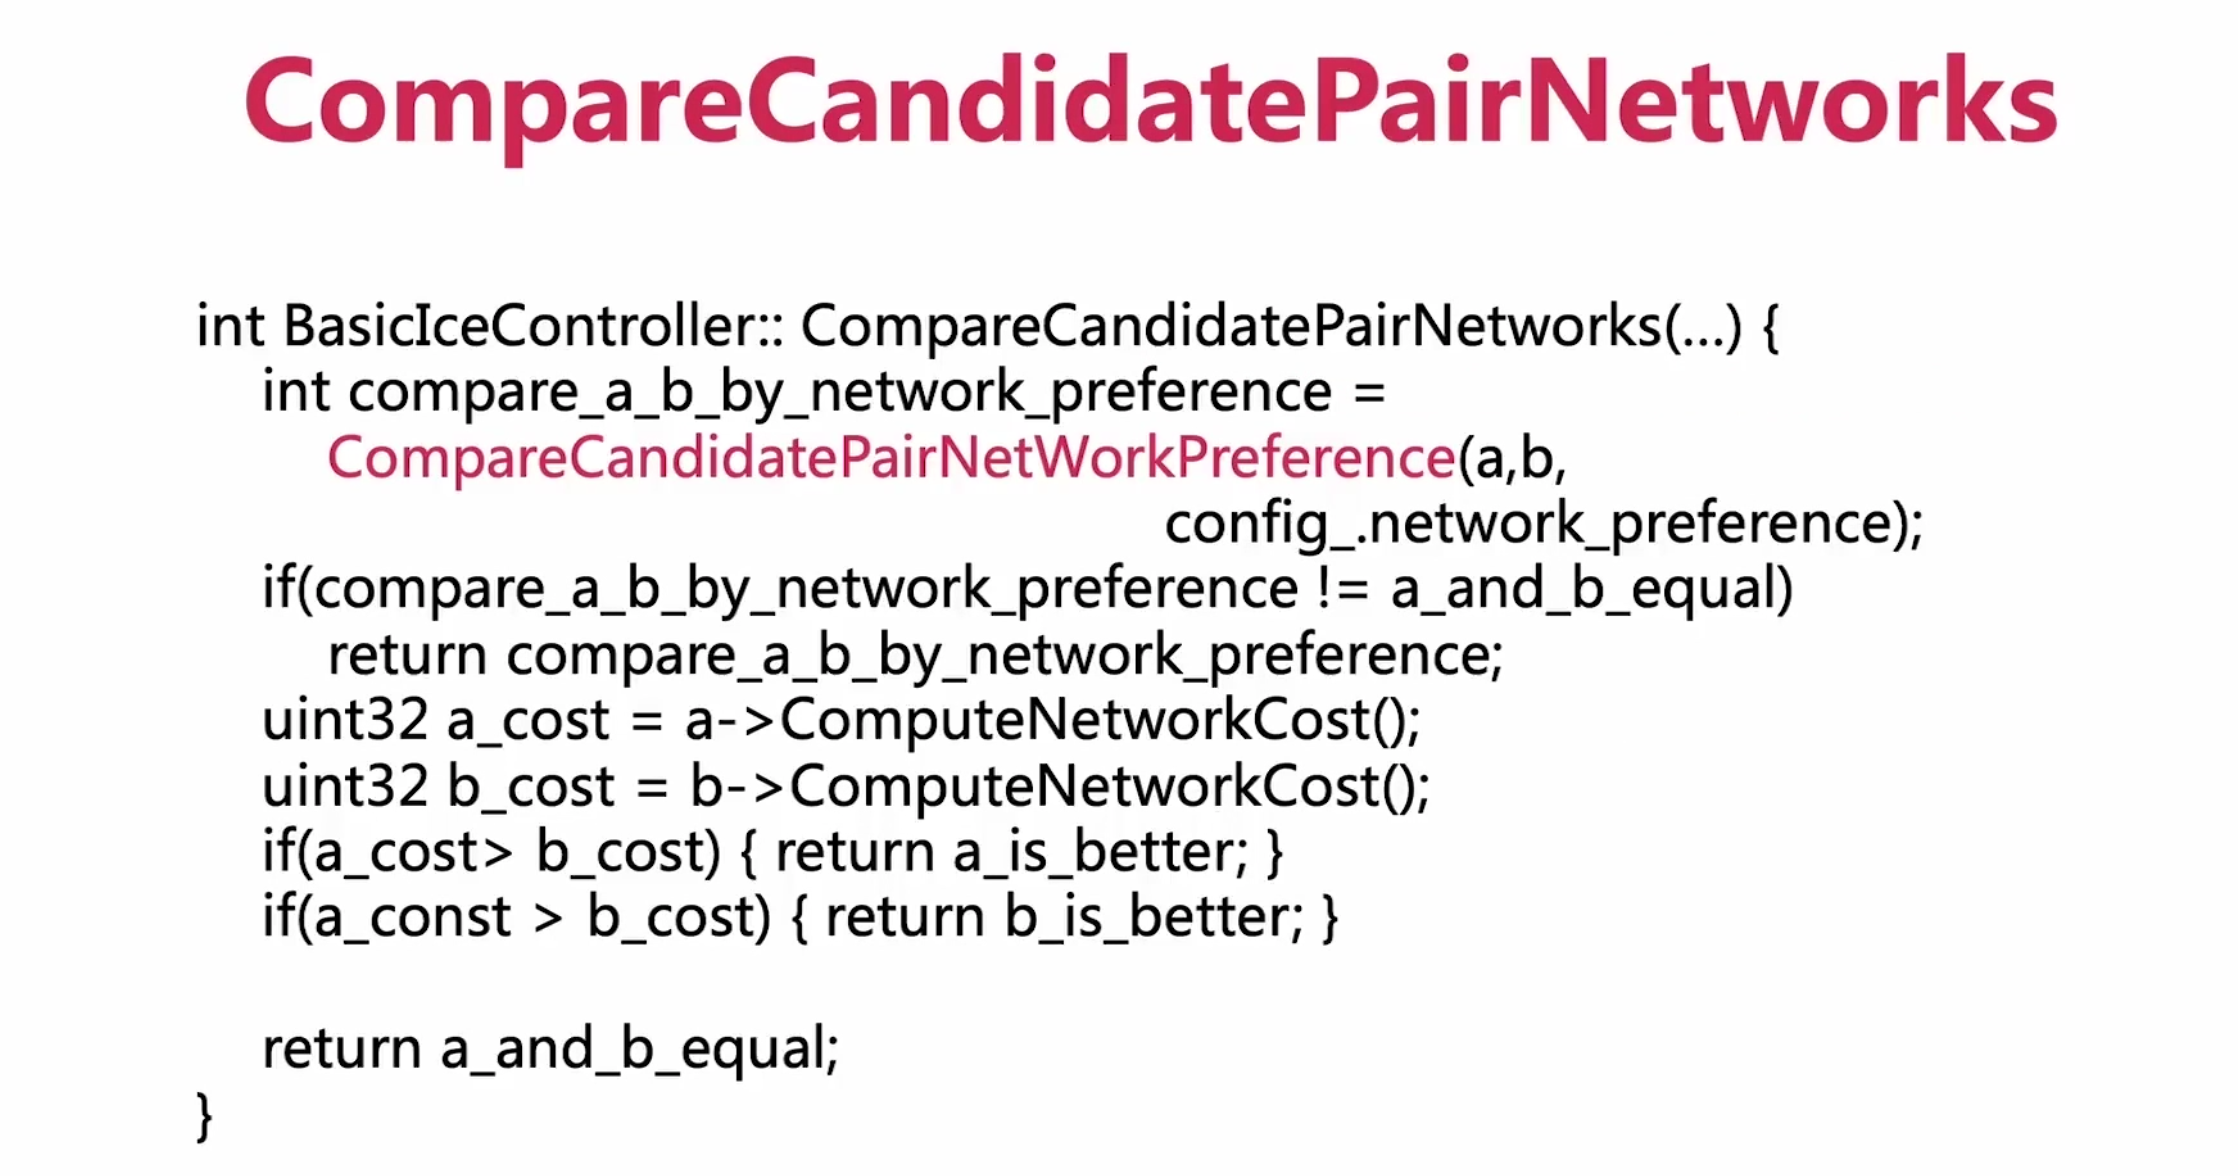 CompareCandidatePairNetworks
int BasicIceController:: CompareCandidatePairNetworks(...) {
int compare_a_b_by_network_preference =
CompareCandidatePairNetWorkPreference(a,b,
config_.network_preference);
if(compare_a_b_by_network_preference != a_and_b_equal)
return compare_a_b_by_network_preference;
uint32 a_cost = a->ComputeNetworkCost();
uint32 b_cost = b->ComputeNetworkCost();
if(a_cost> b_cost) { return a_is_better; }
if(a_const > b_cost) { return b_is_better; }
return a_and_b_equal;
}